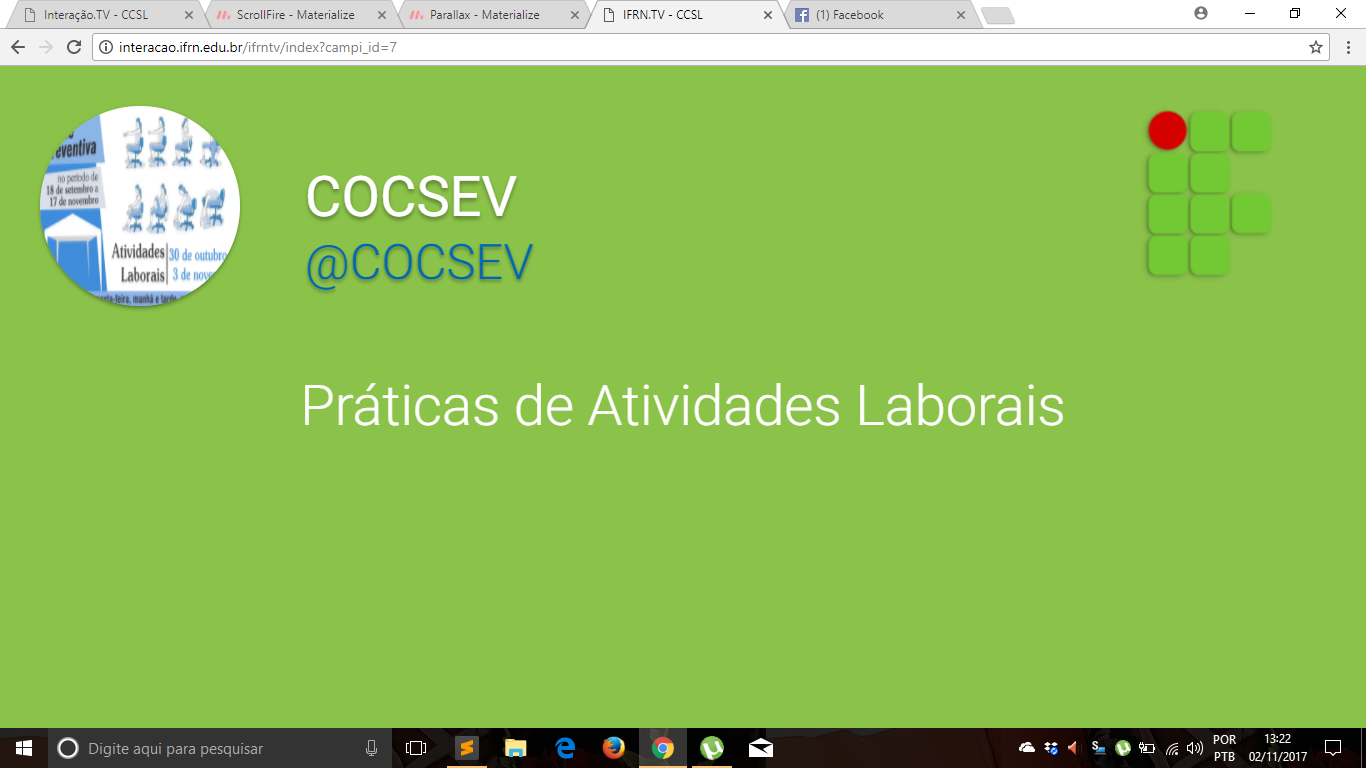 Interação.TV - CCSL
ScrollFire - Materialize
Parallax - Materialize
IFRN.TV - CCSL
(1) Facebook
interacao.ifrn.edu.br/ifrntv/index?campi_id=7
eventiva
no período de
18 de setembro a
17 de novembro
Atividades
Laborais
30 de outubro
3 de nove
exta-feira, manhã e tarde
COCSEV
@COCSEV
Práticas de Atividades Laborais
Digite aqui para pesquisar
POR
PTB
13:22
02/11/2017